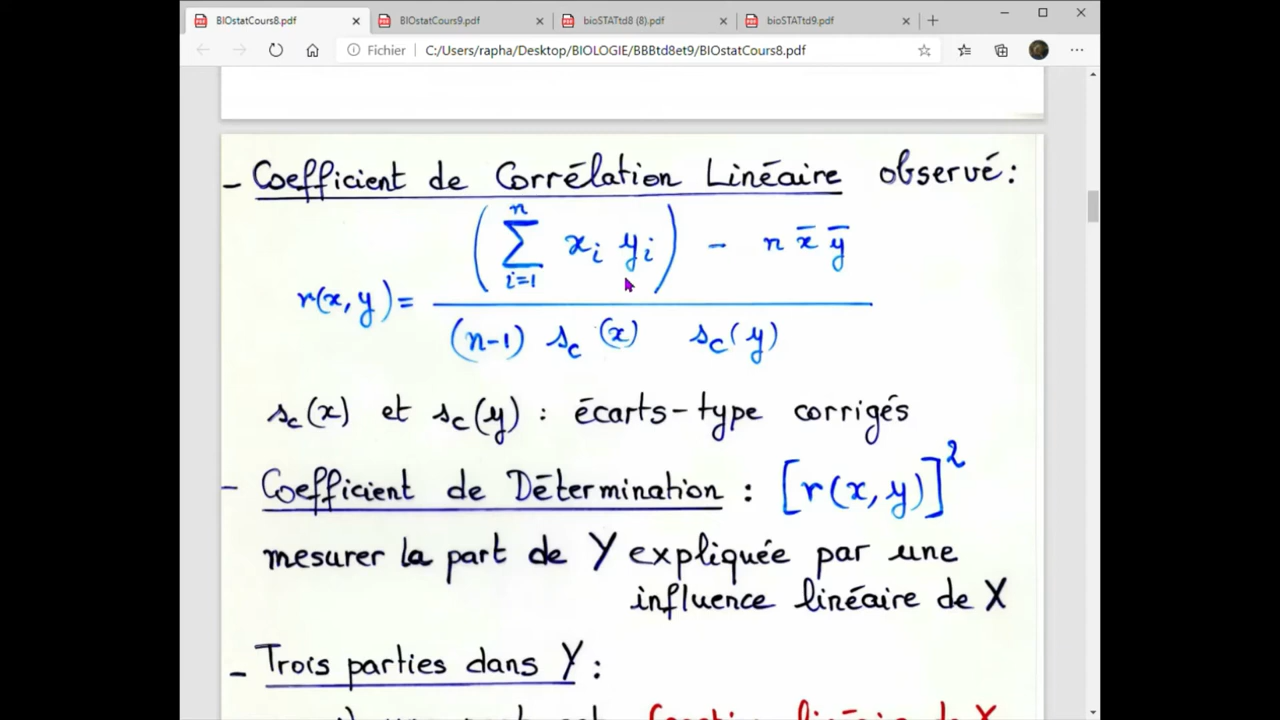 BIOstatCours8.pdf
BIOstatCours9.pdf
bioSTATtd8 (8).pdf
bioSTATtd9.pdf
Fichier C:/Users/rapha/Desktop/BIOLOGIE/BBBtd8et9/BIOstatCours8.pdf
- Coefficient de Corrélation Linéaire observé :
r(x,y) = ( ∑_{i=1}^{n} x_i y_i ) - n x̄ ȳ / (n-1) s_c (x) s_c (y)
s_c(x) et s_c(y) : écarts-type corrigés
- Coefficient de Détermination : [r(x,y)]²
mesurer la part de Y expliquée par une
influence linéaire de X
- Trois parties dans Y :